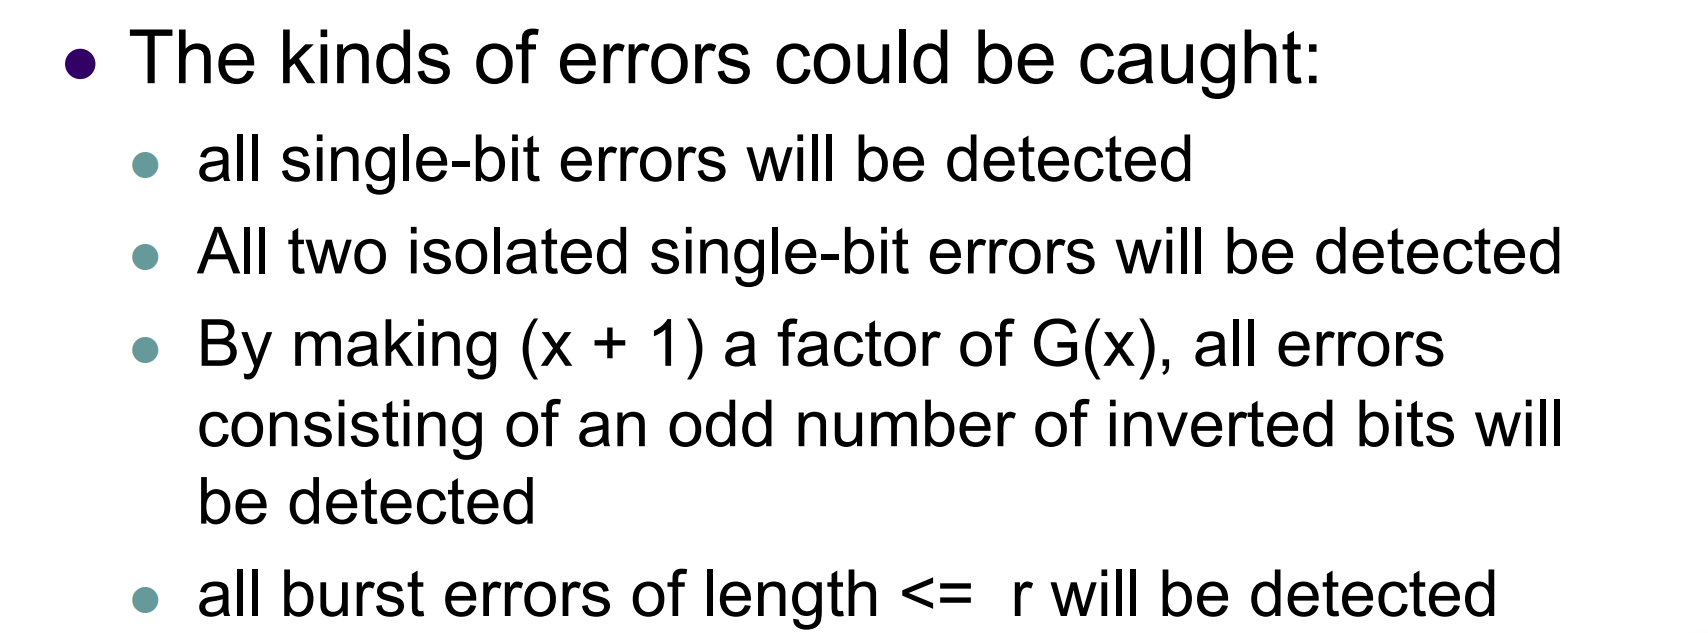 The kinds of errors could be caught:
all single-bit errors will be detected
All two isolated single-bit errors will be detected
By making (x + 1) a factor of G(x), all errors
consisting of an odd number of inverted bits will
be detected
all burst errors of length <= r will be detected